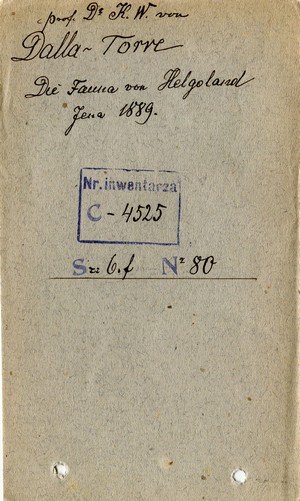 prof. Dr K. W. von
Dalla-Torre
Die Fauna von Helgoland
Jena 1889.
Nr. inwentarza
C - 4525
Sz: 6.f Nr 80